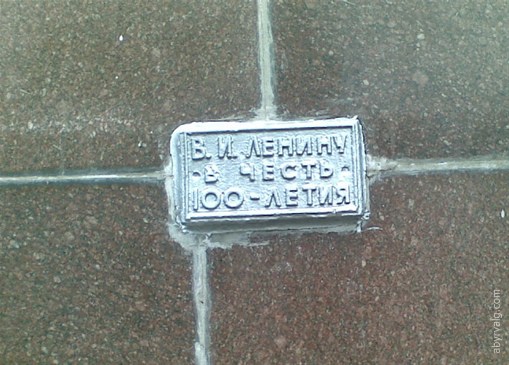 В. И. ЛЕНИНУ
· В ЧЕСТЬ ·
100-ЛЕТИЯ
abyrvalg.com